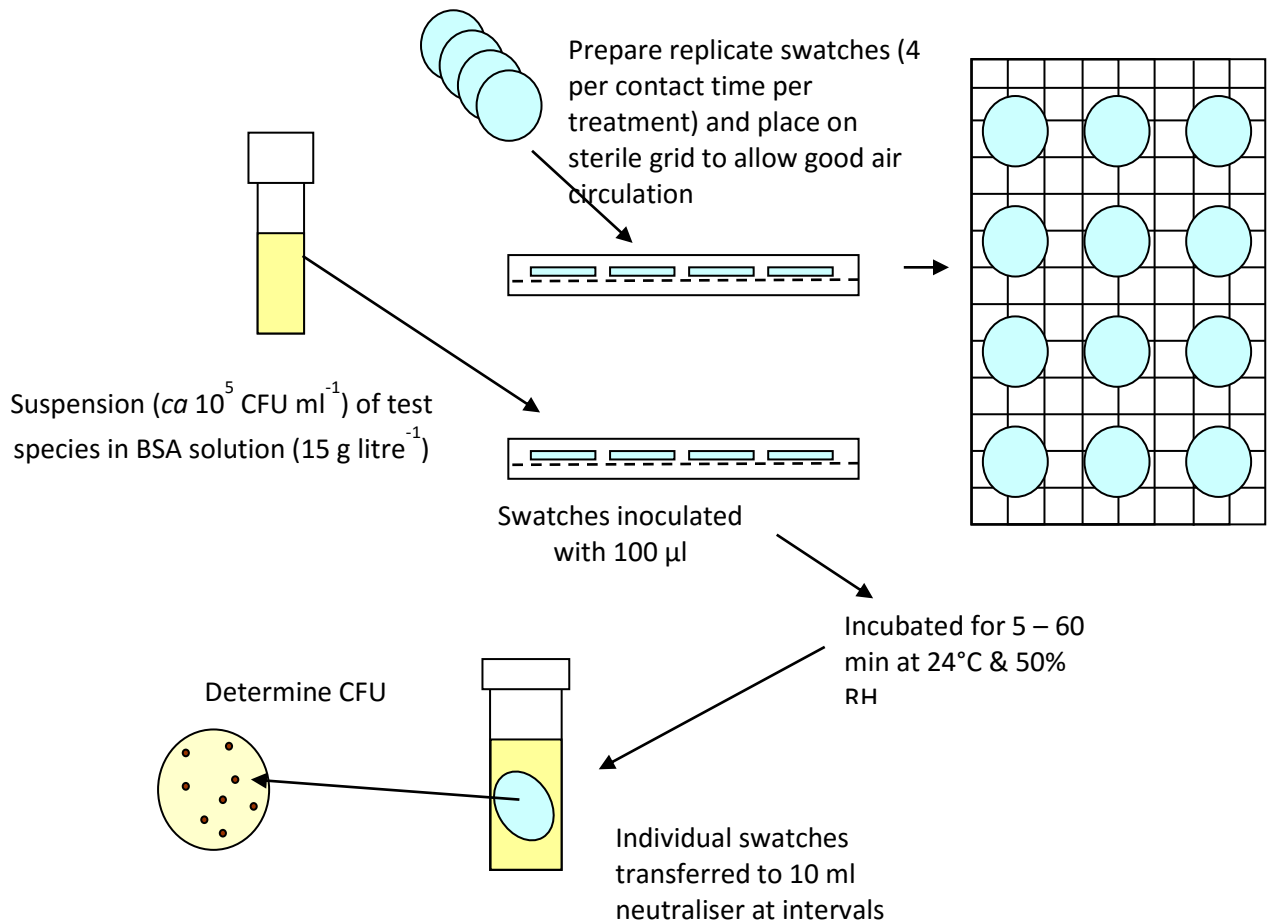 Prepare replicate swatches (4
per contact time per
treatment) and place on
sterile grid to allow good air
circulation
Suspension (ca 10⁵ CFU ml⁻¹) of test
species in BSA solution (15 g litre⁻¹)
Swatches inoculated
with 100 µl
Incubated for 5 – 60
min at 24°C & 50%
RH
Determine CFU
Individual swatches
transferred to 10 ml
neutraliser at intervals